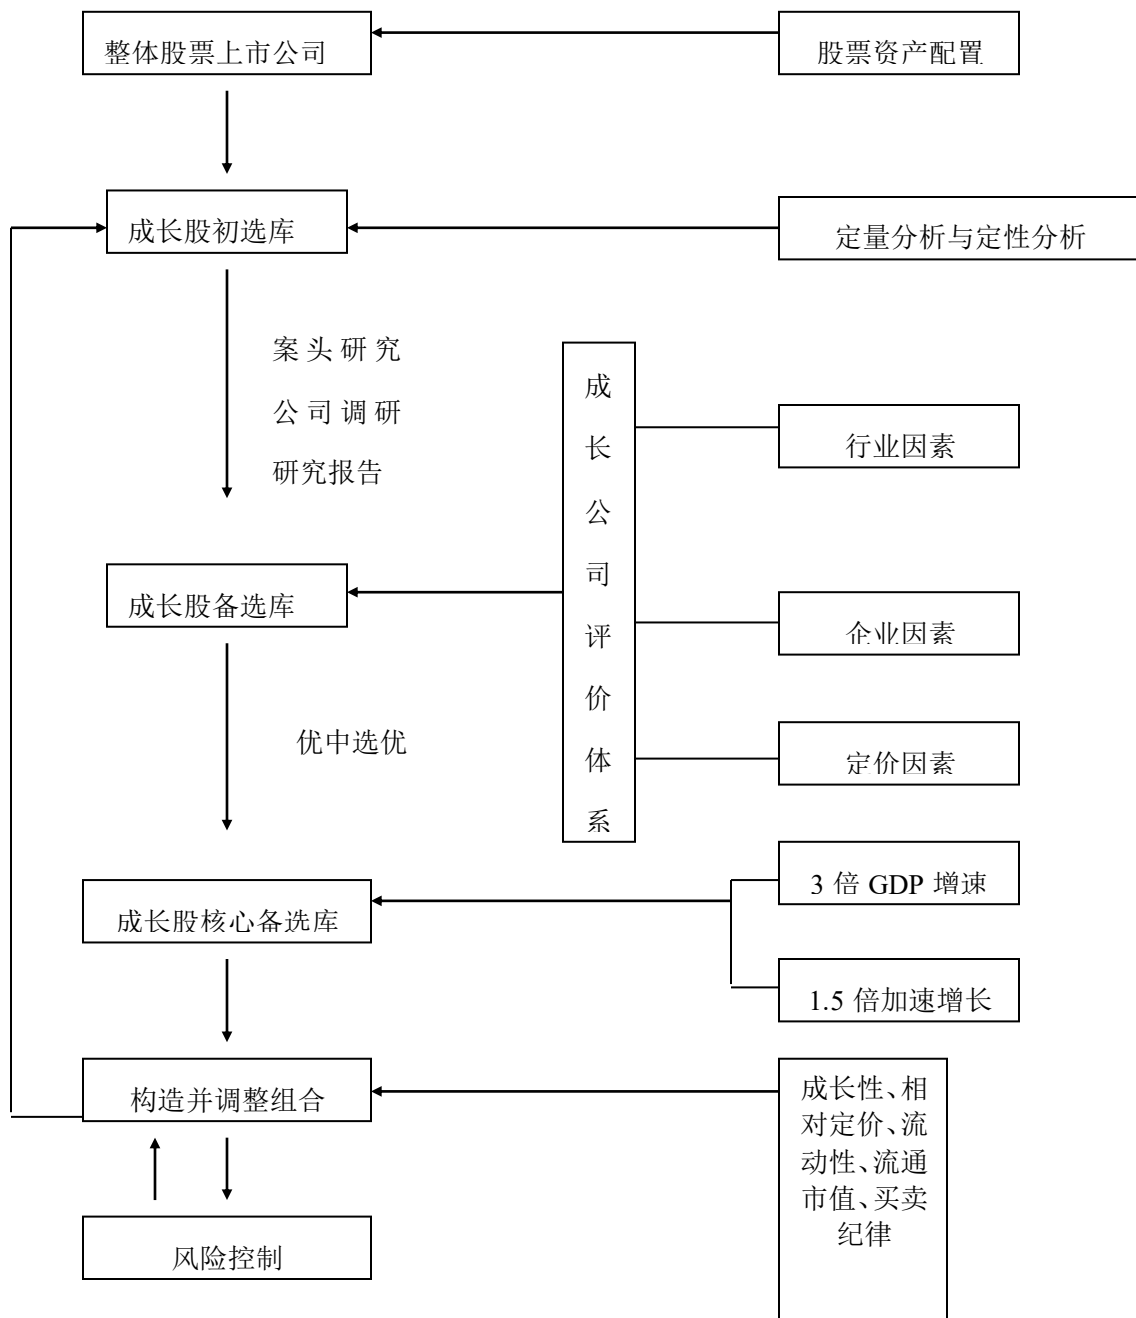 整体股票上市公司
股票资产配置
成长股初选库
定量分析与定性分析
案头研究
公司调研
研究报告
成
长
公
司
评
价
体
系
行业因素
成长股备选库
企业因素
优中选优
定价因素
3 倍 GDP 增速
成长股核心备选库
1.5 倍加速增长
构造并调整组合
成长性、相
对定价、流
动性、流通
市值、买卖
纪律
风险控制